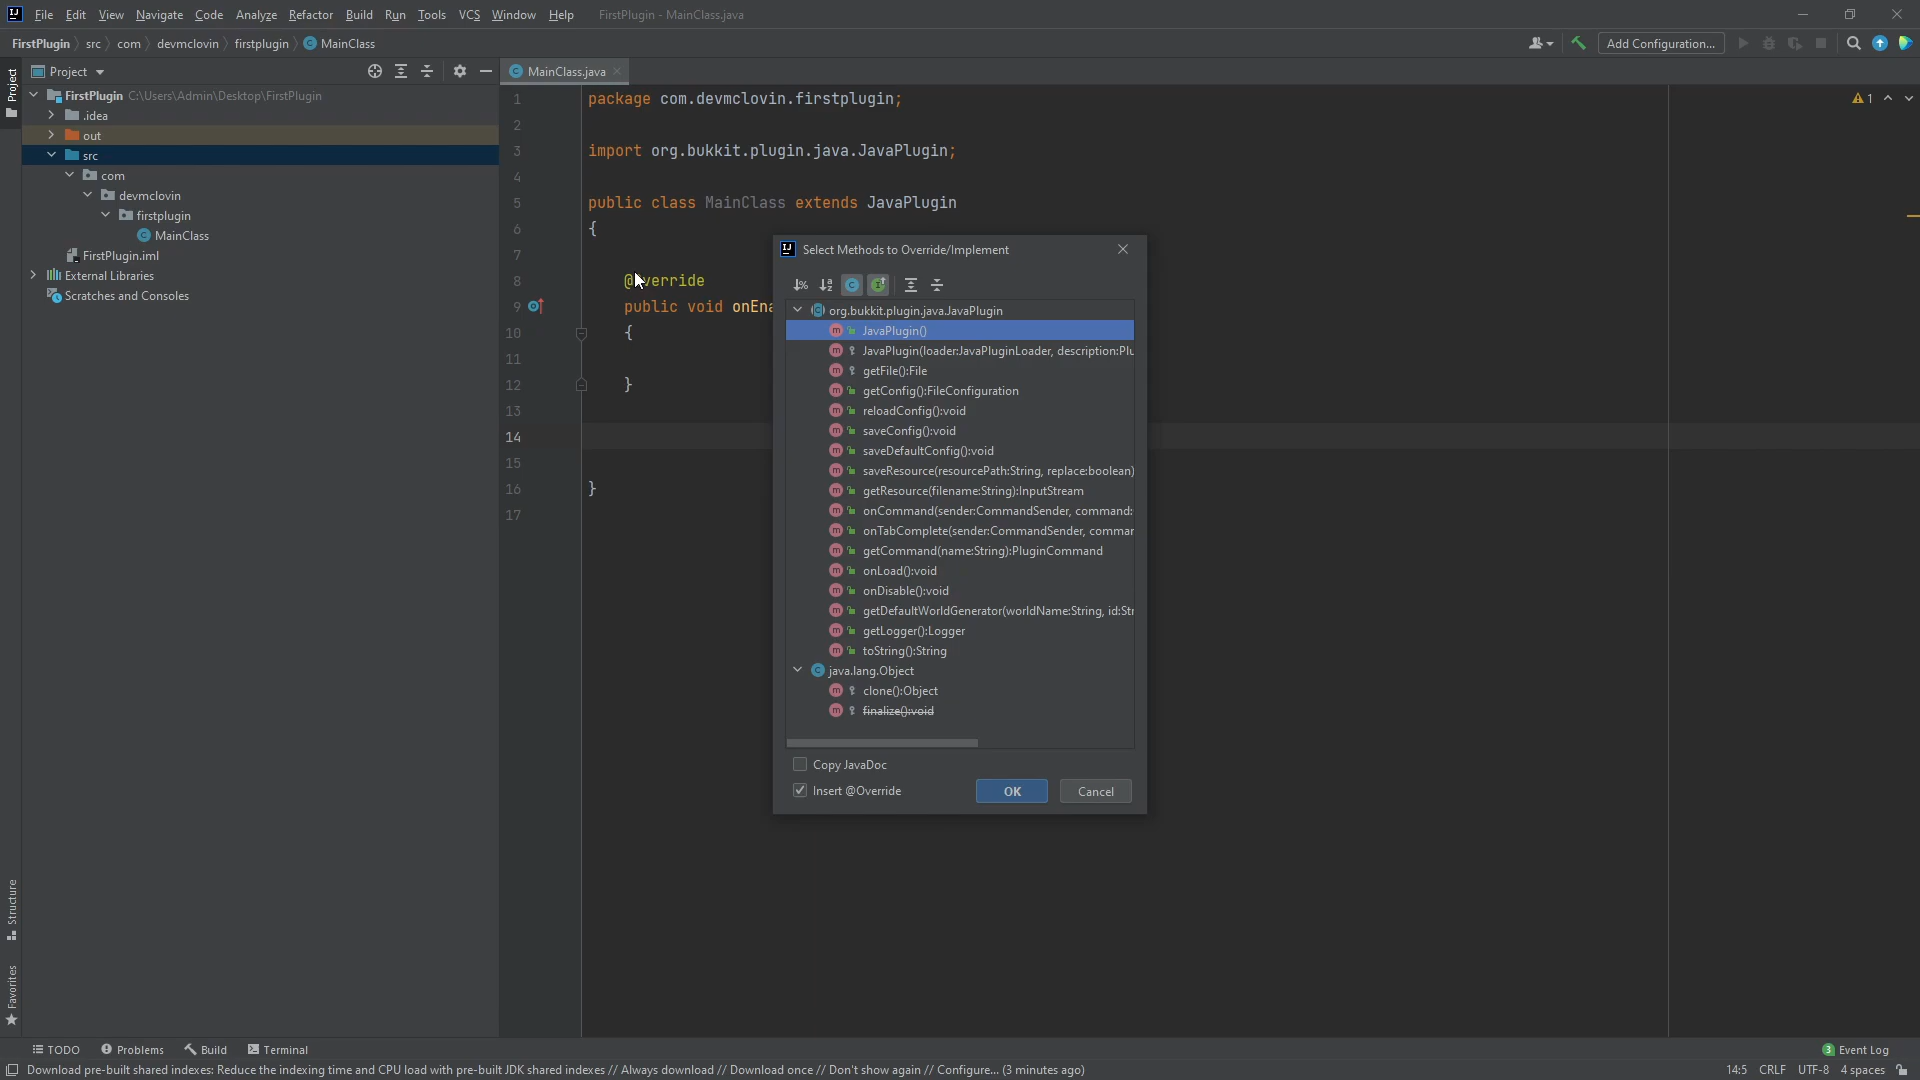 File Edit View Navigate Code Analyze Refactor Build Run Tools VCS Window Help FirstPlugin - MainClass.java
FirstPlugin src com devmclovin firstplugin MainClass Add Configuration...
Project
Project
MainClass.java
FirstPlugin C:\Users\Admin\Desktop\FirstPlugin
.idea
out
src
com
devmclovin
firstplugin
MainClass
FirstPlugin.iml
External Libraries
Scratches and Consoles
1 package com.devmclovin.firstplugin;
1
2
3 import org.bukkit.plugin.java.JavaPlugin;
4
5 public class MainClass extends JavaPlugin
6 {
7
8 @verride
9 public void onEna
10 {
11
12 }
13
14
15
16 }
17
Select Methods to Override/Implement
org.bukkit.plugin.java.JavaPlugin
JavaPlugin()
JavaPlugin(loader:JavaPluginLoader, description:Plu
getFile():File
getConfig():FileConfiguration
reloadConfig():void
saveConfig():void
saveDefaultConfig():void
saveResource(resourcePath:String, replace:boolean)
getResource(filename:String):InputStream
onCommand(sender:CommandSender, command:
onTabComplete(sender:CommandSender, commar
getCommand(name:String):PluginCommand
onLoad():void
onDisable():void
getDefaultWorldGenerator(worldName:String, id:Str
getLogger():Logger
toString():String
java.lang.Object
clone():Object
finalize():void
Copy JavaDoc
Insert @Override
OK Cancel
Structure
Favorites
TODO Problems Build Terminal 3 Event Log
Download pre-built shared indexes: Reduce the indexing time and CPU load with pre-built JDK shared indexes // Always download // Download once // Don't show again // Configure... (3 minutes ago) 14:5 CRLF UTF-8 4 spaces